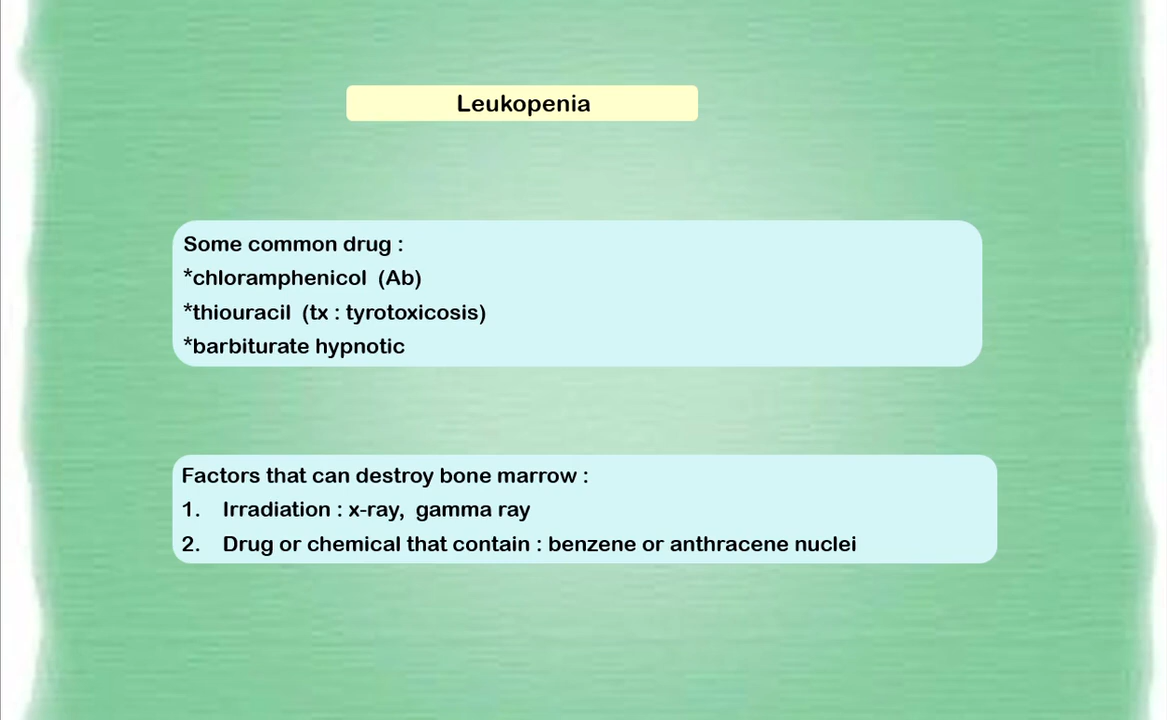 Leukopenia
Some common drug :
*chloramphenicol (Ab)
*thiouracil (tx : tyrotoxicosis)
*barbiturate hypnotic
Factors that can destroy bone marrow :
1. Irradiation : x-ray, gamma ray
2. Drug or chemical that contain : benzene or anthracene nuclei